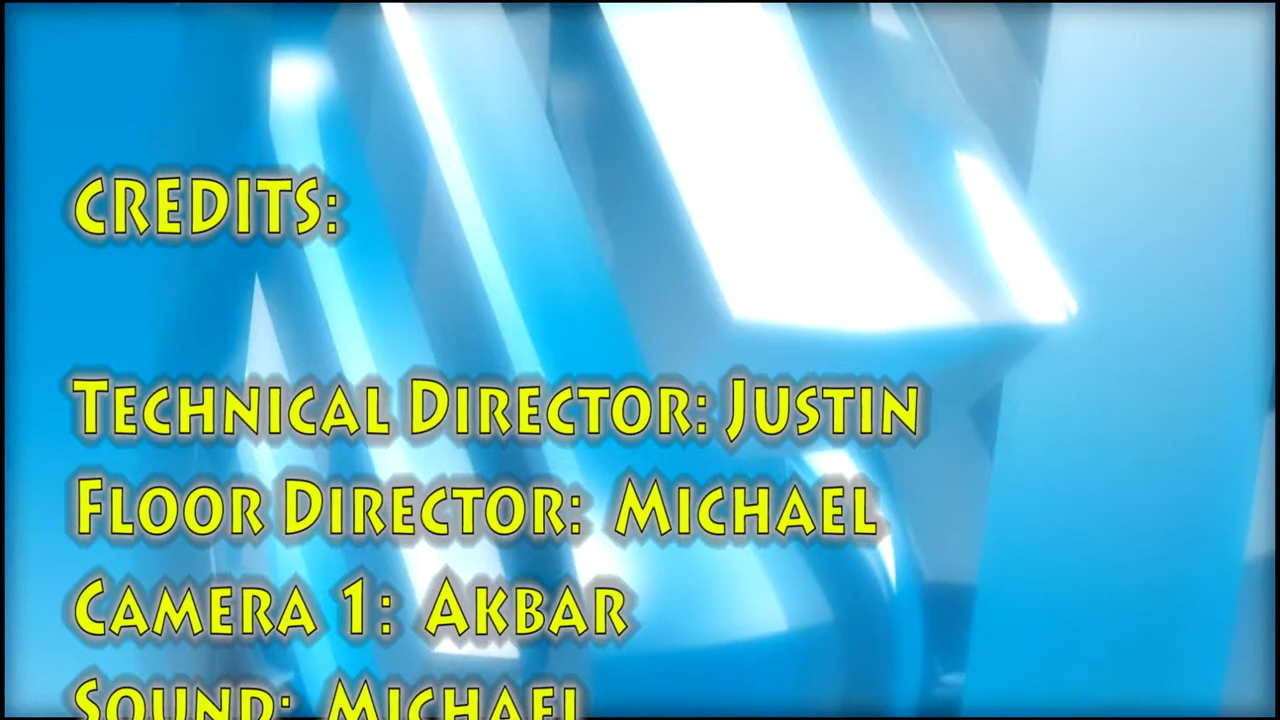 CREDITS:
TECHNICAL DIRECTOR: JUSTIN
FLOOR DIRECTOR: MICHAEL
CAMERA 1: AKBAR
SOUND: MICHAEL